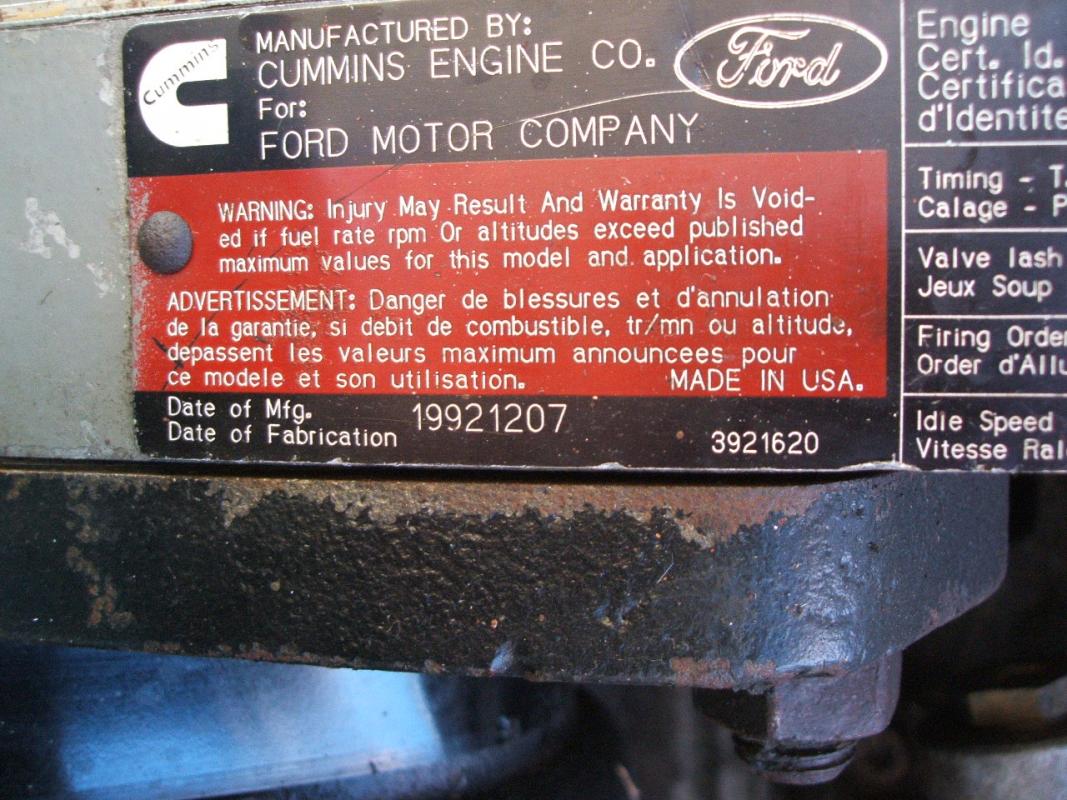 Cummins
MANUFACTURED BY:
CUMMINS ENGINE CO.
For:
FORD MOTOR COMPANY
Ford
WARNING: Injury May Result And Warranty Is Void-
ed if fuel rate rpm Or altitudes exceed published
maximum values for this model and application.
ADVERTISSEMENT: Danger de blessures et d'annulation
de la garantie, si debit de combustible, tr/mn ou altitude,
depassent les valeurs maximum announcees pour
ce modele et son utilisation.
MADE IN USA.
Date of Mfg.
Date of Fabrication
19921207
3921620
Engine
Cert. Id.
Certifica
d'Identite
Timing - T.
Calage - P
Valve lash
Jeux Soup
Firing Order
Order d'Allu
Idle Speed
Vitesse Ral